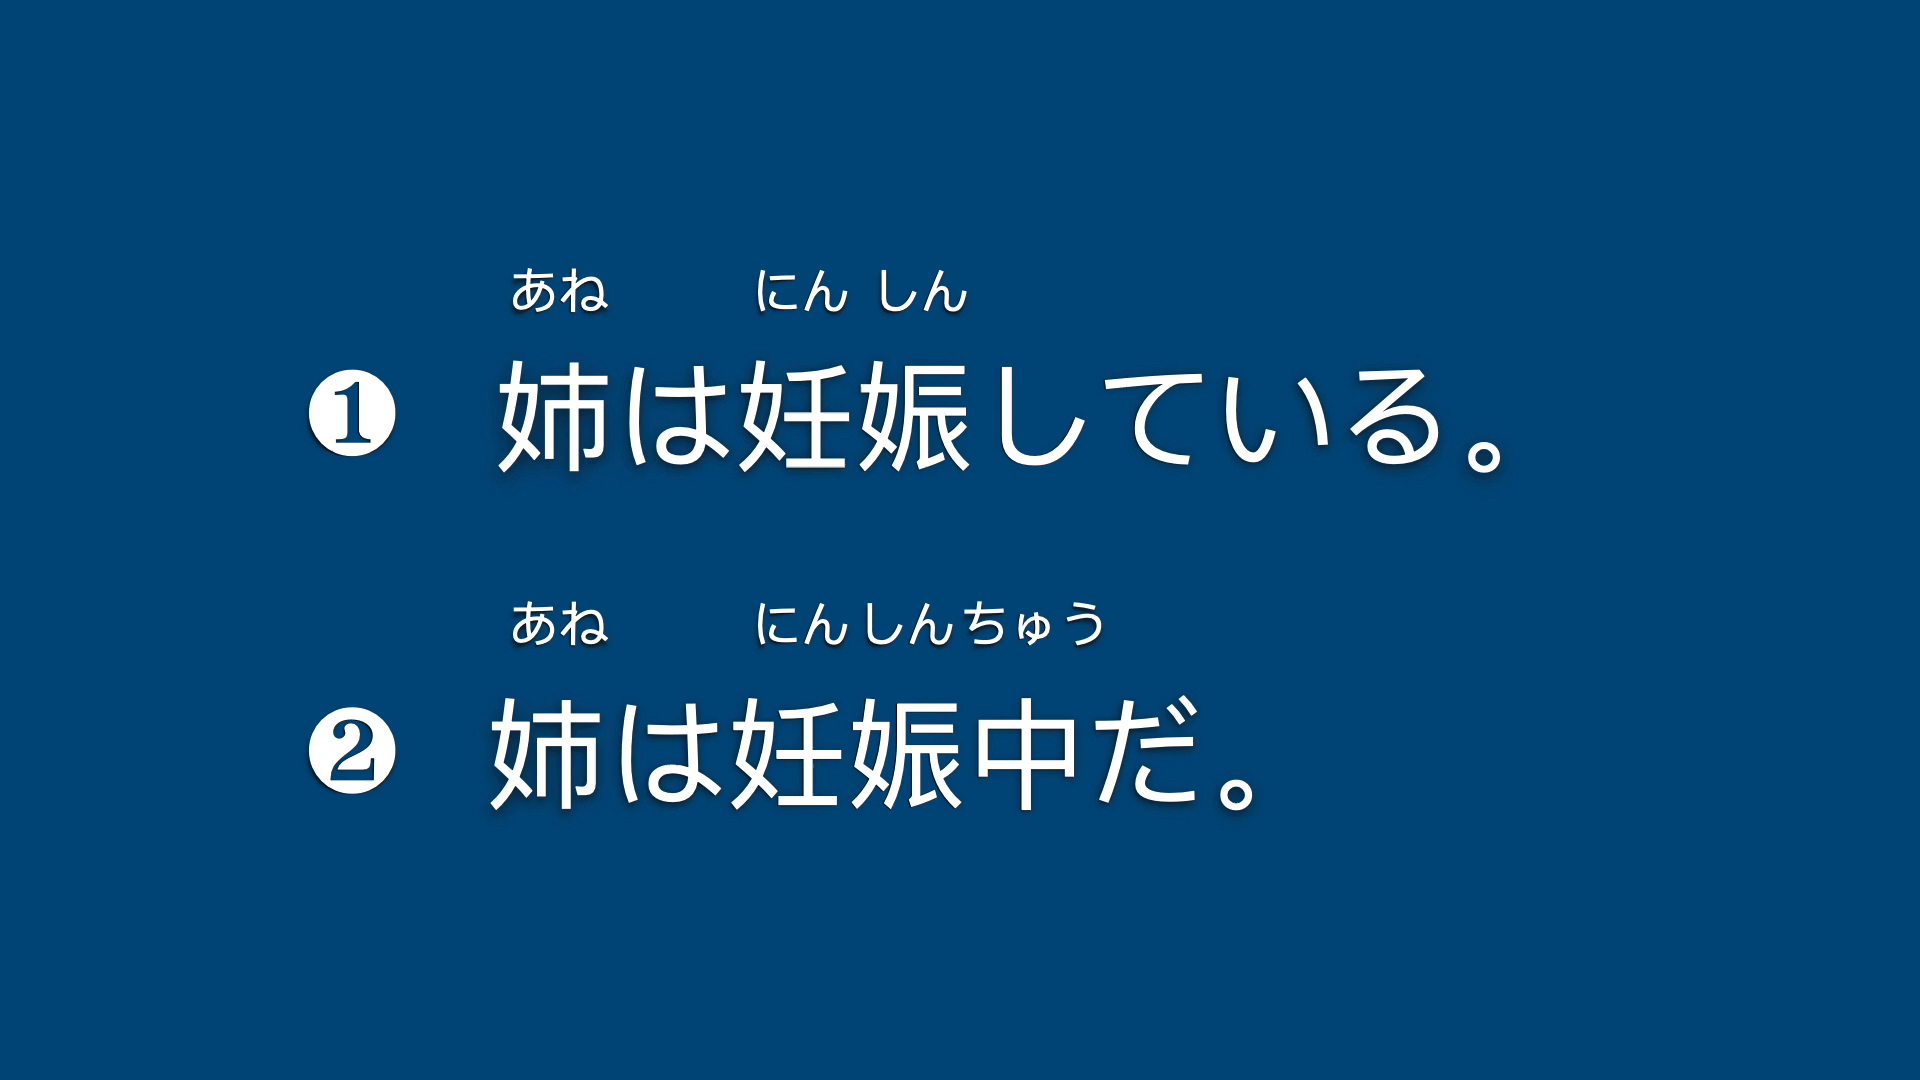 あね にん しん
❶ 姉は妊娠している。
あね にんしんちゅう
❷ 姉は妊娠中だ。